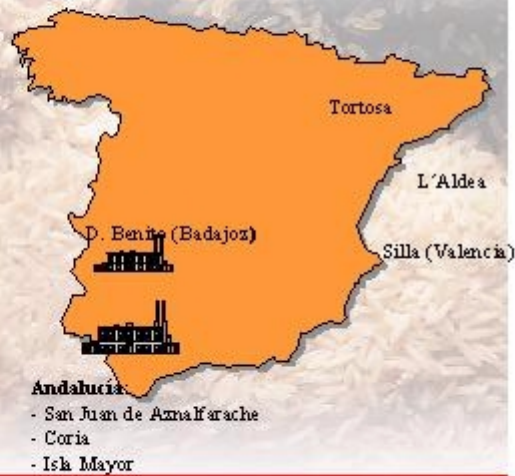 Tortosa
L´Aldea
D. Benito (Badajoz)
Silla (Valencia)
Andalucía:
- San Juan de Aznalfarache
- Coria
- Isla Mayor